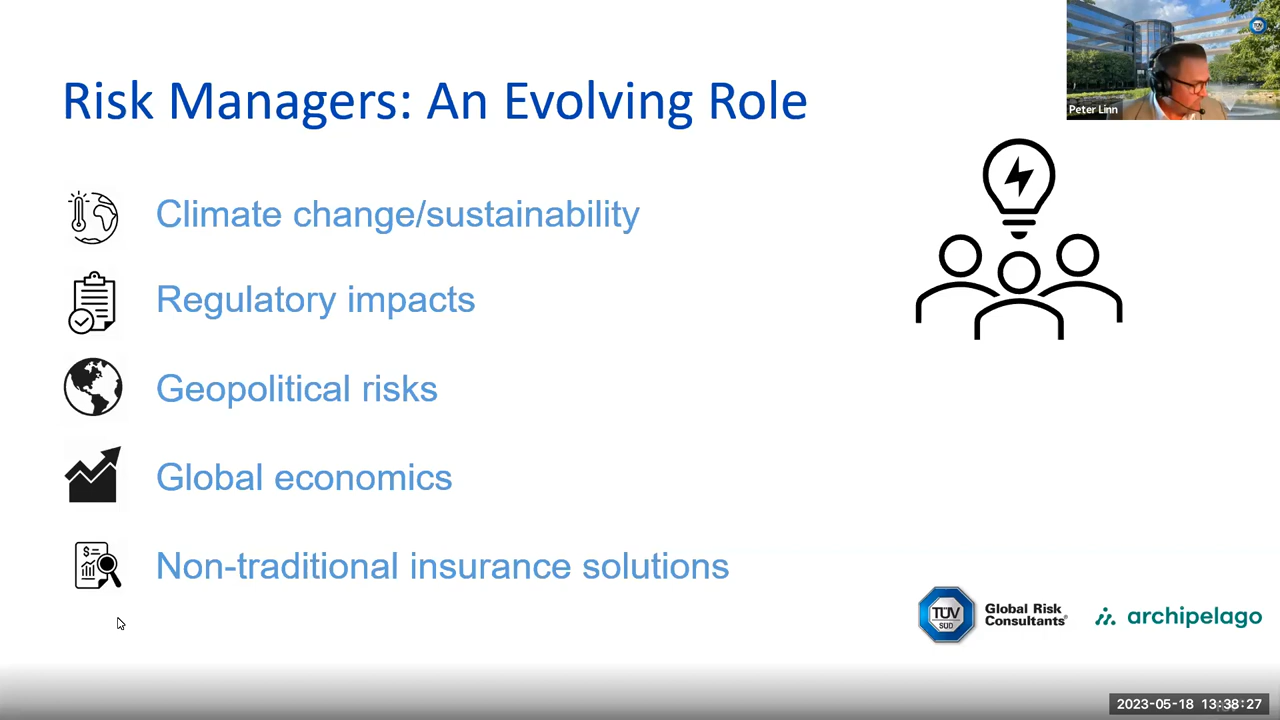 Risk Managers: An Evolving Role
Peter Linn
Climate change/sustainability
Regulatory impacts
Geopolitical risks
Global economics
$
Non-traditional insurance solutions
TÜV
SÜD
Global Risk
Consultants®
archipelago
2023-05-18 13:38:27